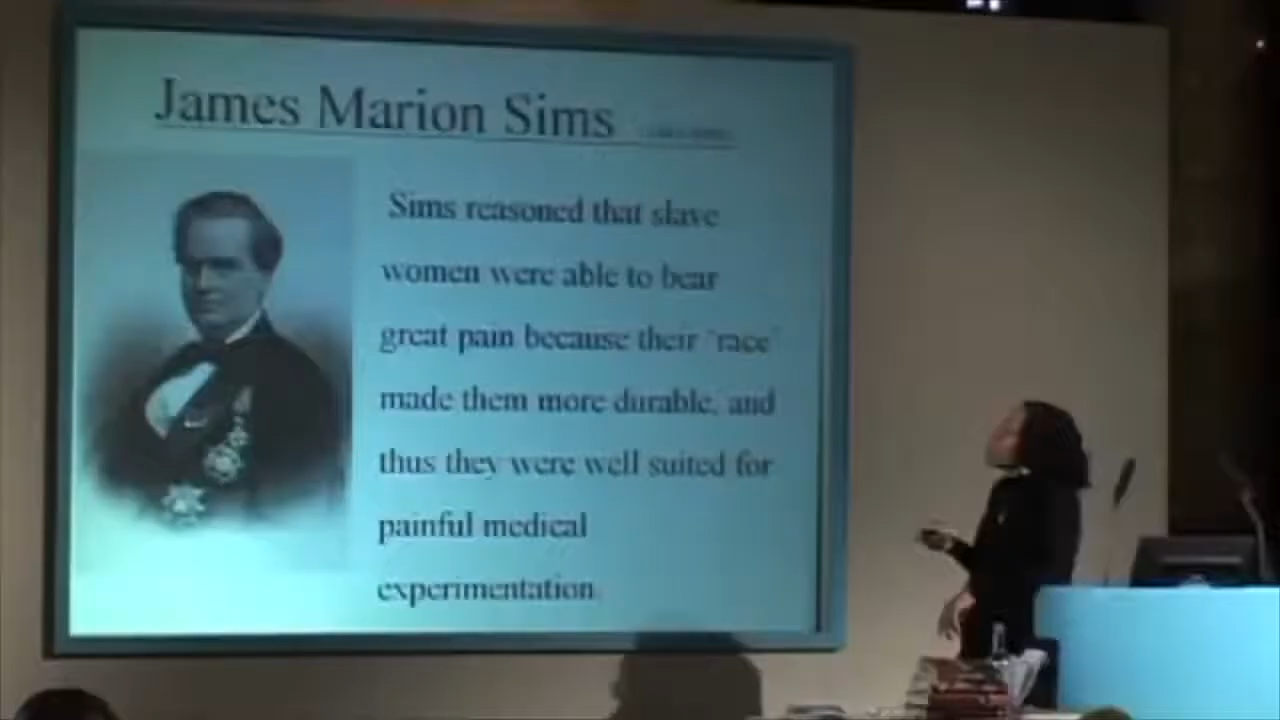 James Marion Sims
Sims reasoned that slave
women were able to bear
great pain because their "race"
made them more durable, and
thus they were well suited for
painful medical
experimentation.